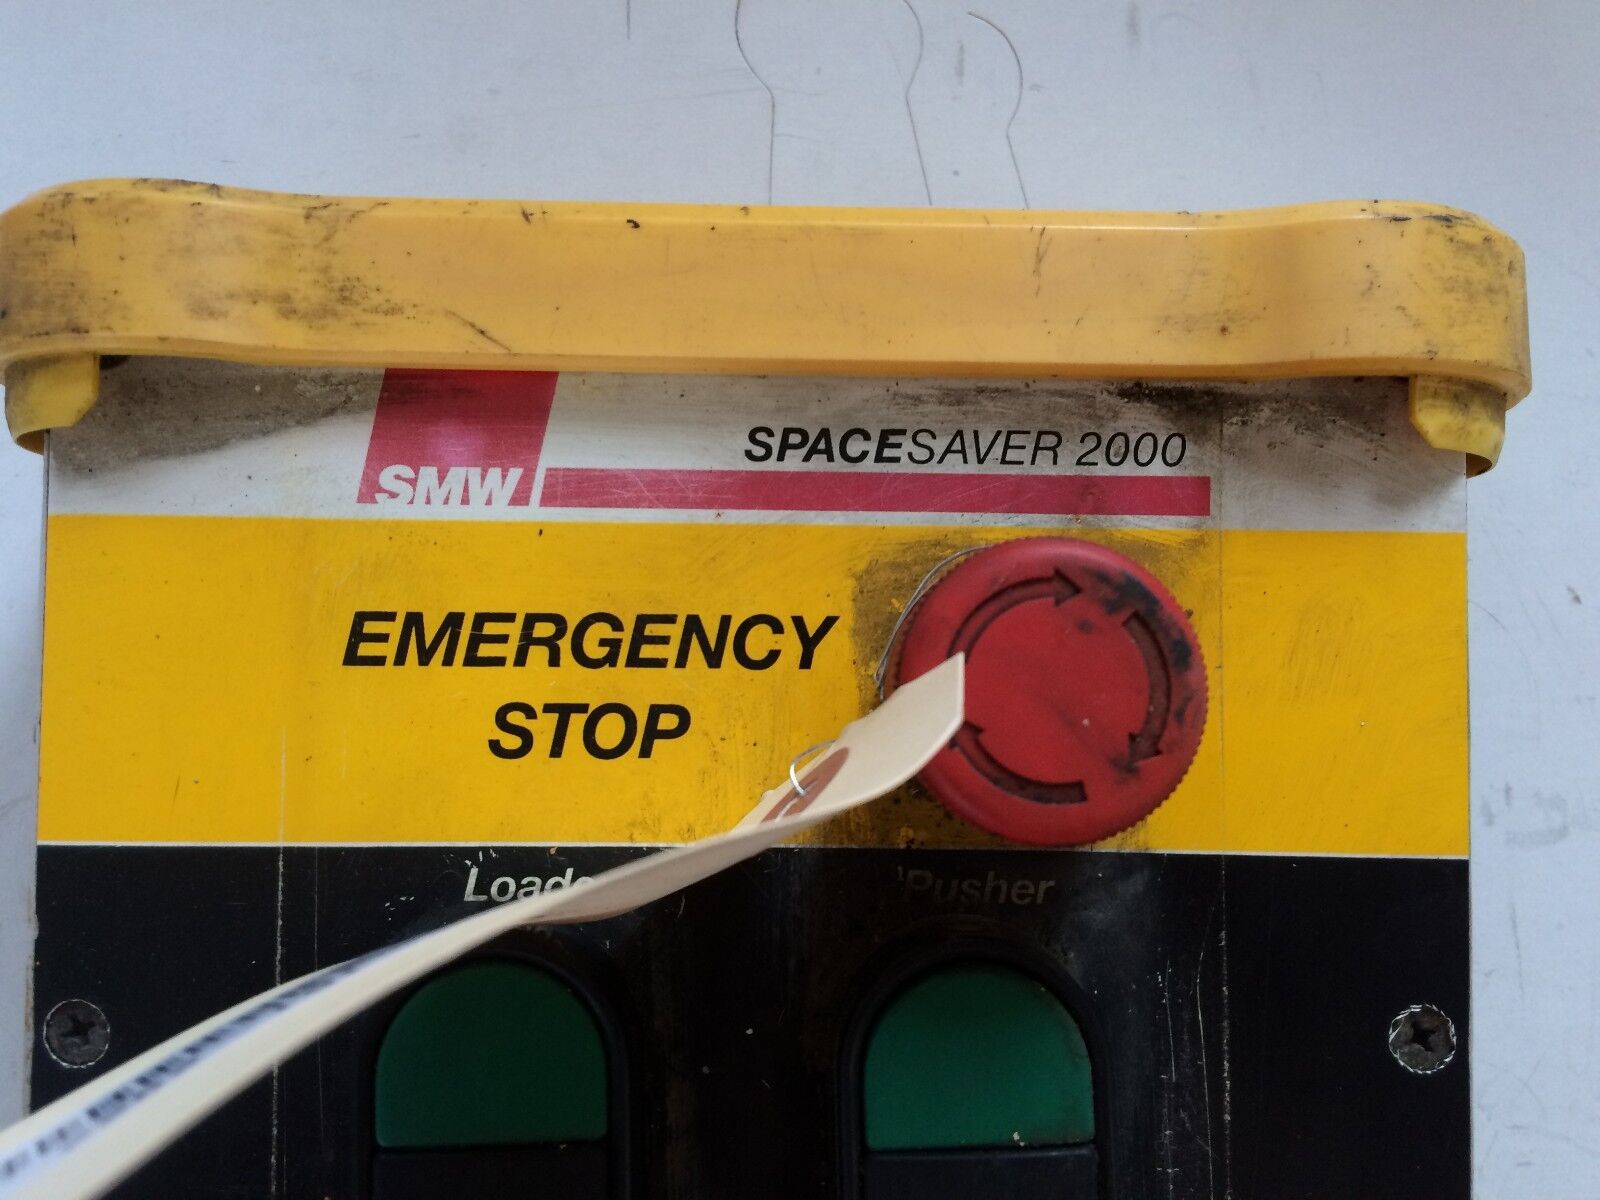 SMW
SPACESAVER 2000
EMERGENCY
STOP
Pusher